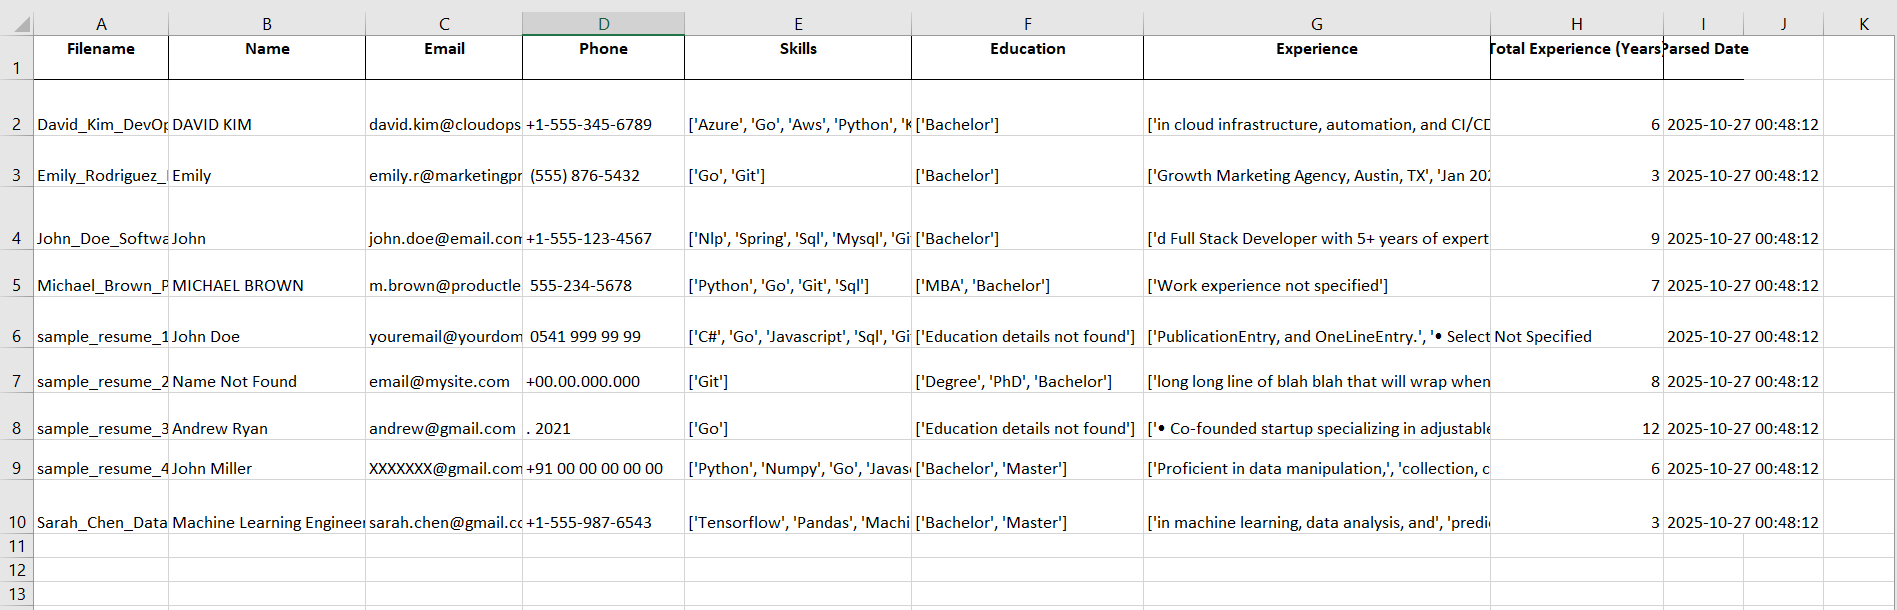 A B C D E F G H I J K
1 Filename Name Email Phone Skills Education Experience Total Experience (Years) Parsed Date
2 David_Kim_DevOp DAVID KIM david.kim@cloudops +1-555-345-6789 ['Azure', 'Go', 'Aws', 'Python', 'K ['Bachelor'] ['in cloud infrastructure, automation, and CI/CD 6 2025-10-27 00:48:12
3 Emily_Rodriguez_ Emily emily.r@marketingpr (555) 876-5432 ['Go', 'Git'] ['Bachelor'] ['Growth Marketing Agency, Austin, TX', 'Jan 202 3 2025-10-27 00:48:12
4 John_Doe_Softwa John john.doe@email.com +1-555-123-4567 ['Nlp', 'Spring', 'Sql', 'Mysql', 'Gi ['Bachelor'] ['d Full Stack Developer with 5+ years of expert 9 2025-10-27 00:48:12
5 Michael_Brown_P MICHAEL BROWN m.brown@productle 555-234-5678 ['Python', 'Go', 'Git', 'Sql'] ['MBA', 'Bachelor'] ['Work experience not specified'] 7 2025-10-27 00:48:12
6 sample_resume_1 John Doe youremail@yourdom 0541 999 99 99 ['C#', 'Go', 'Javascript', 'Sql', 'Gi ['Education details not found'] ['PublicationEntry, and OneLineEntry.', '• Select Not Specified 2025-10-27 00:48:12
7 sample_resume_2 Name Not Found email@mysite.com +00.00.000.000 ['Git'] ['Degree', 'PhD', 'Bachelor'] ['long long line of blah blah that will wrap when 8 2025-10-27 00:48:12
8 sample_resume_3 Andrew Ryan andrew@gmail.com . 2021 ['Go'] ['Education details not found'] ['• Co-founded startup specializing in adjustable 12 2025-10-27 00:48:12
9 sample_resume_4 John Miller XXXXXXX@gmail.com +91 00 00 00 00 00 ['Python', 'Numpy', 'Go', 'Javasc ['Bachelor', 'Master'] ['Proficient in data manipulation,', 'collection, c 6 2025-10-27 00:48:12
10 Sarah_Chen_Data Machine Learning Engineer sarah.chen@gmail.co +1-555-987-6543 ['Tensorflow', 'Pandas', 'Machi ['Bachelor', 'Master'] ['in machine learning, data analysis, and', 'predi 3 2025-10-27 00:48:12
11
12
13